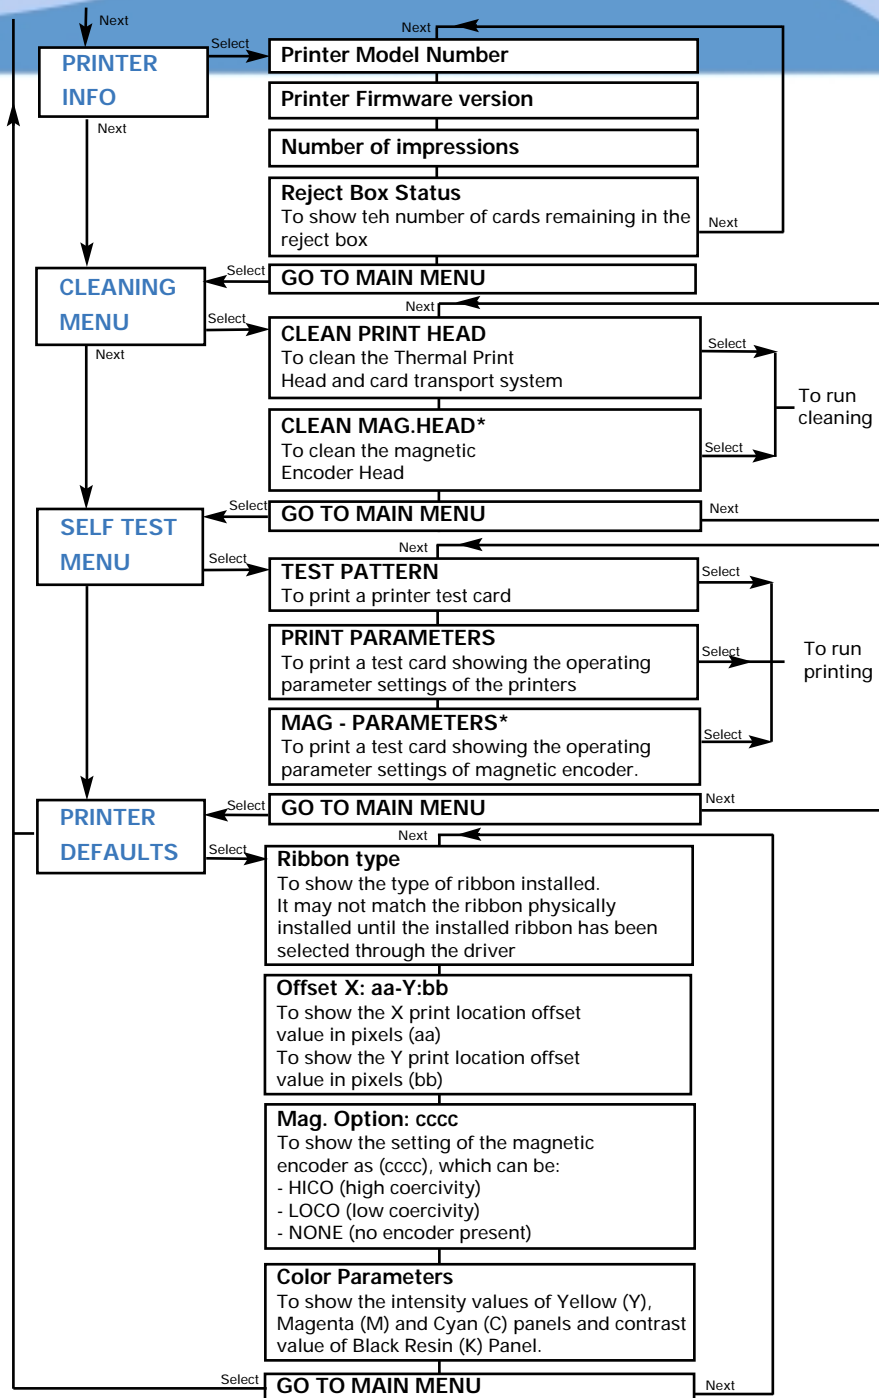 Next
Next
Select
PRINTER
INFO
Printer Model Number
Printer Firmware version
Number of impressions
Reject Box Status
To show teh number of cards remaining in the
reject box
Next
Next
Select
GO TO MAIN MENU
CLEANING
MENU
Next
Select
CLEAN PRINT HEAD
To clean the Thermal Print
Head and card transport system
Select
To run
cleaning
CLEAN MAG.HEAD*
To clean the magnetic
Encoder Head
Select
Next
Select
GO TO MAIN MENU
Next
SELF TEST
MENU
Next
Select
TEST PATTERN
To print a printer test card
Select
PRINT PARAMETERS
To print a test card showing the operating
parameter settings of the printers
Select
To run
printing
MAG - PARAMETERS*
To print a test card showing the operating
parameter settings of magnetic encoder.
Select
Select
GO TO MAIN MENU
Next
PRINTER
DEFAULTS
Next
Select
Ribbon type
To show the type of ribbon installed.
It may not match the ribbon physically
installed until the installed ribbon has been
selected through the driver
Offset X: aa-Y:bb
To show the X print location offset
value in pixels (aa)
To show the Y print location offset
value in pixels (bb)
Mag. Option: cccc
To show the setting of the magnetic
encoder as (cccc), which can be:
- HICO (high coercivity)
- LOCO (low coercivity)
- NONE (no encoder present)
Color Parameters
To show the intensity values of Yellow (Y),
Magenta (M) and Cyan (C) panels and contrast
value of Black Resin (K) Panel.
Select
GO TO MAIN MENU
Next